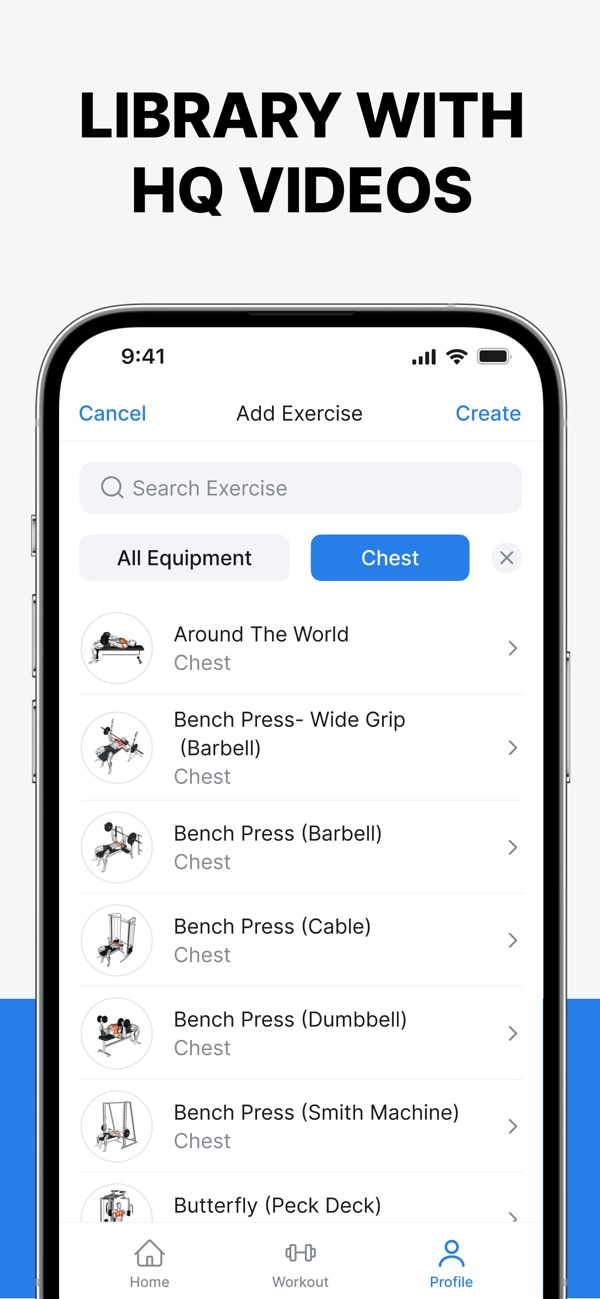 LIBRARY WITH
HQ VIDEOS
9:41
Cancel
Add Exercise
Create
Search Exercise
All Equipment
Chest
Around The World
Chest
Bench Press- Wide Grip
(Barbell)
Chest
Bench Press (Barbell)
Chest
Bench Press (Cable)
Chest
Bench Press (Dumbbell)
Chest
Bench Press (Smith Machine)
Chest
Butterfly (Peck Deck)
Home
Workout
Profile